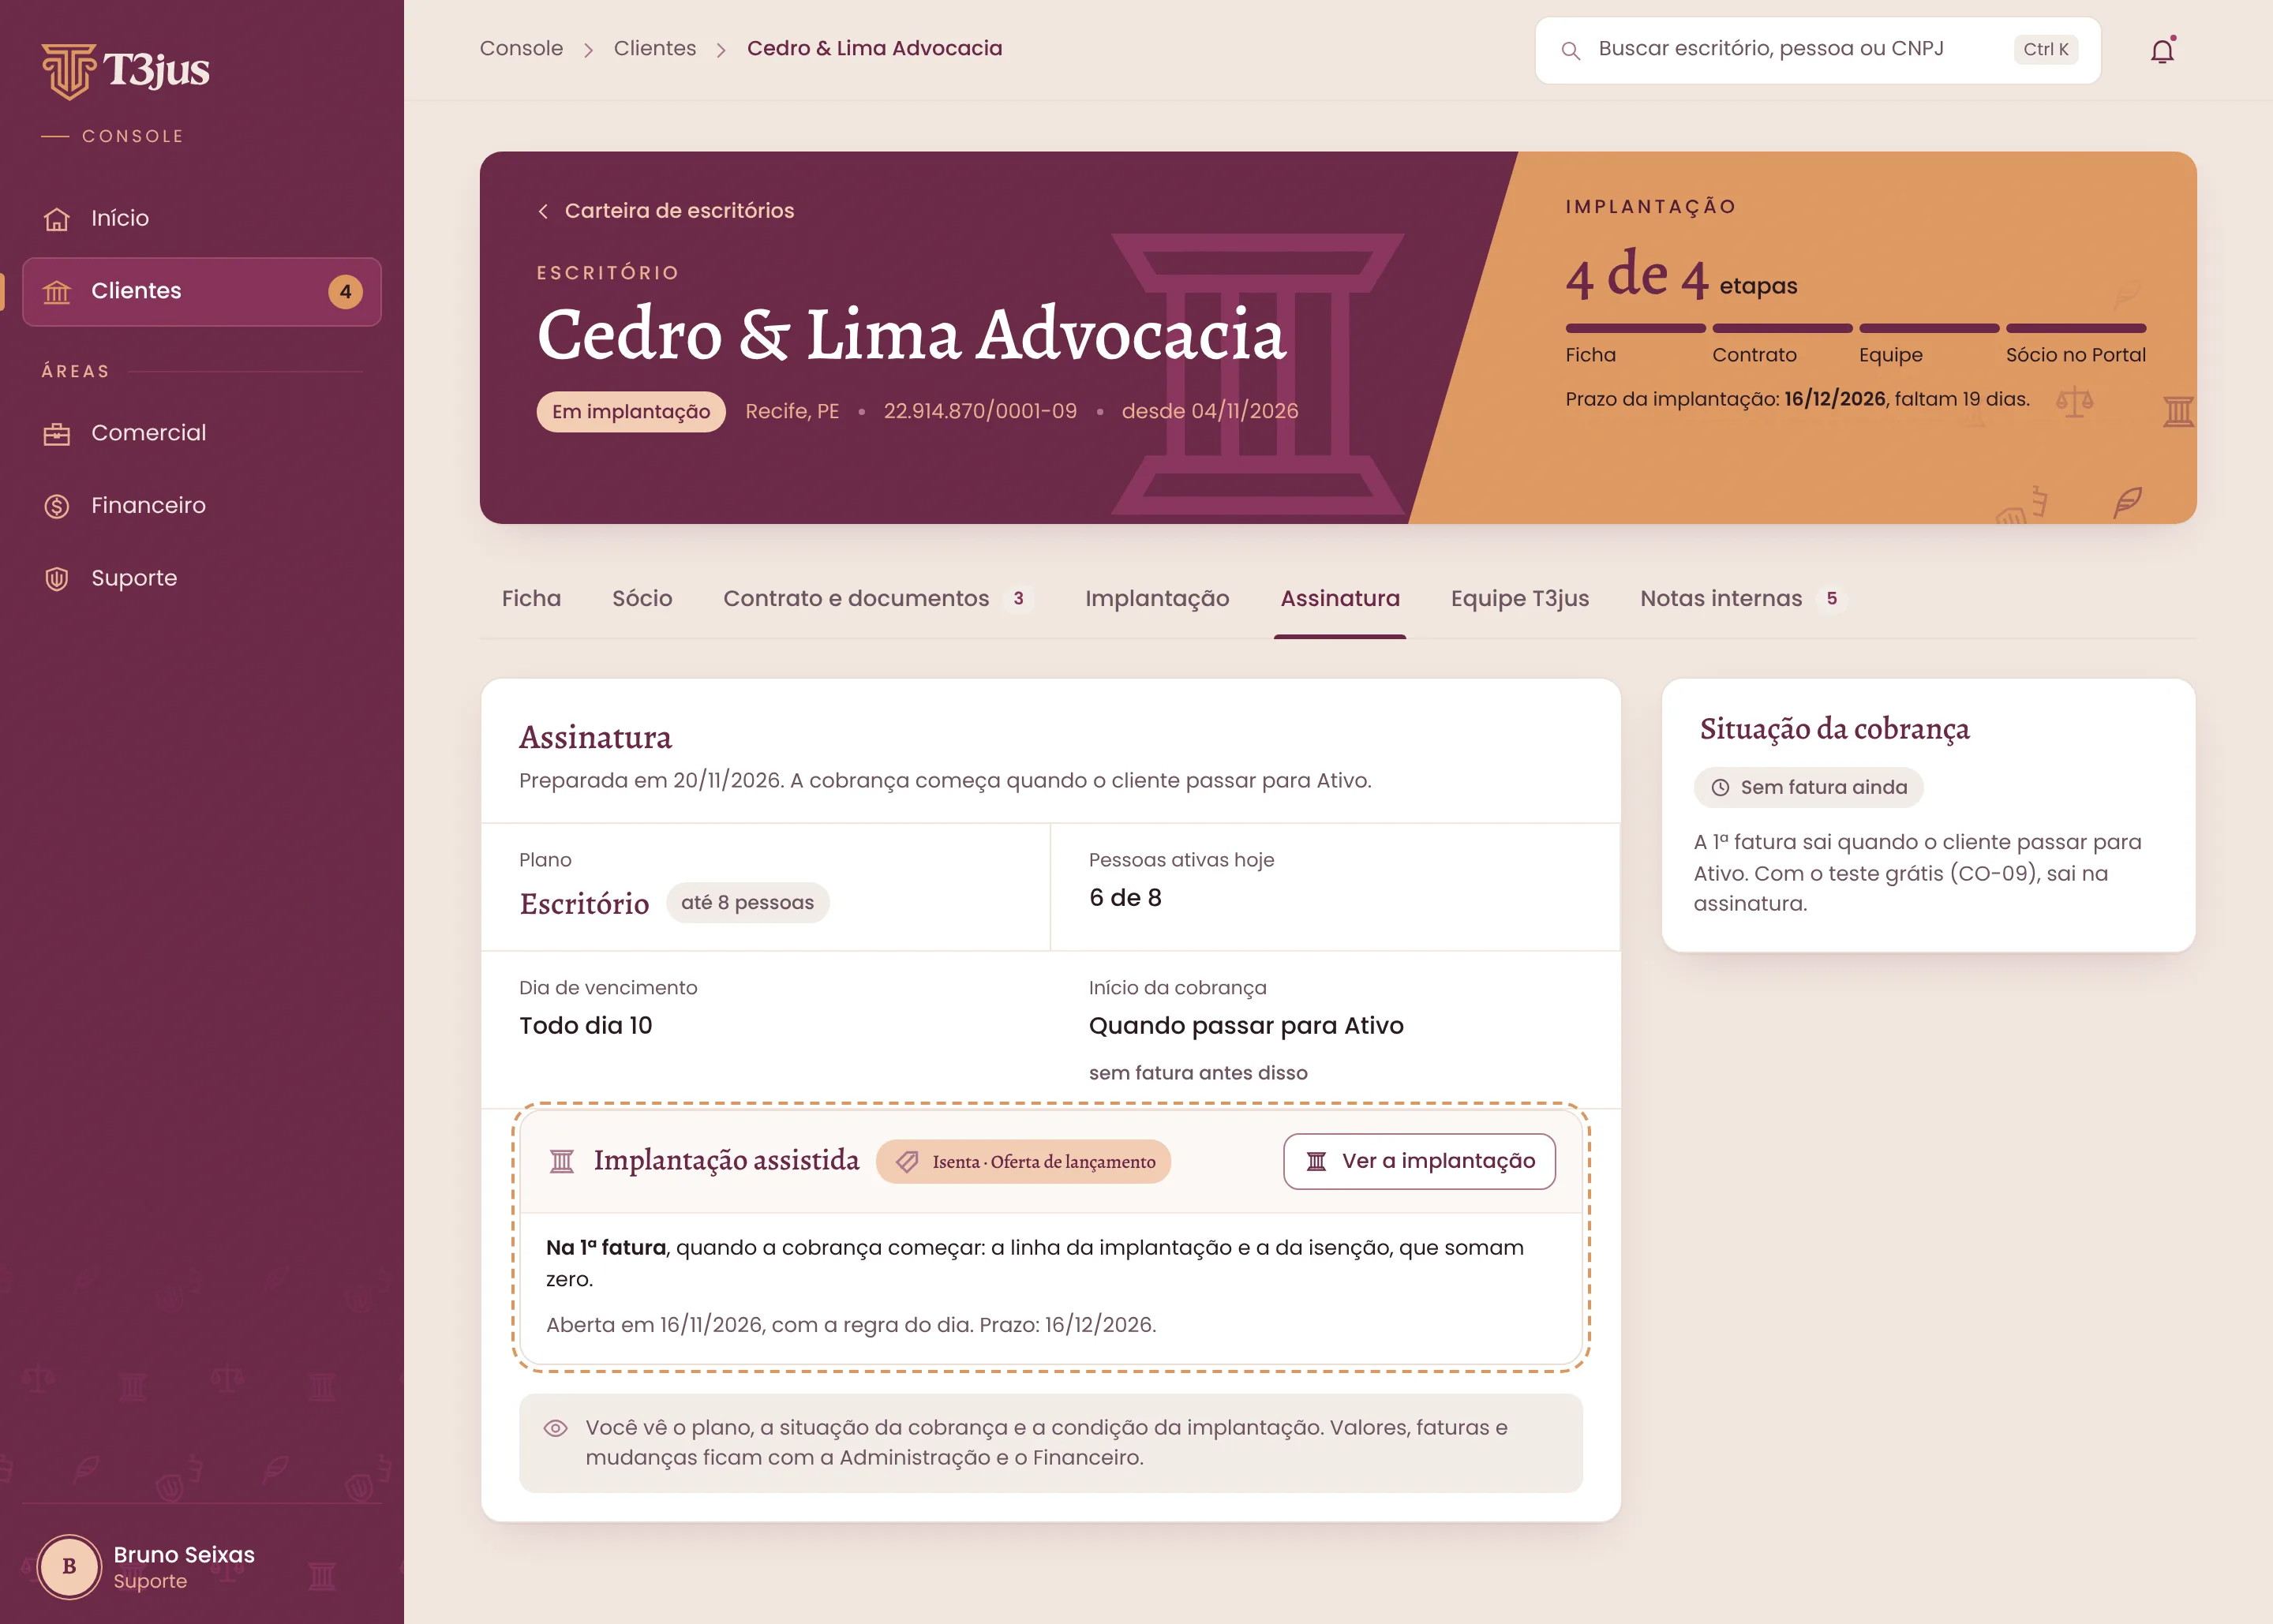 T3jus
CONSOLE
Início
Clientes 4
ÁREAS
Comercial
Financeiro
Suporte
Bruno Seixas
Suporte
B
Console > Clientes > Cedro & Lima Advocacia
Buscar escritório, pessoa ou CNPJ Ctrl K
Carteira de escritórios
ESCRITÓRIO
Cedro & Lima Advocacia
Em implantação Recife, PE • 22.914.870/0001-09 • desde 04/11/2026
IMPLANTAÇÃO
4 de 4 etapas
Ficha Contrato Equipe Sócio no Portal
Prazo da implantação: 16/12/2026, faltam 19 dias.
Ficha Sócio Contrato e documentos 3 Implantação Assinatura Equipe T3jus Notas internas 5
Assinatura
Preparada em 20/11/2026. A cobrança começa quando o cliente passar para Ativo.
Plano
Escritório até 8 pessoas
Pessoas ativas hoje
6 de 8
Dia de vencimento
Todo dia 10
Início da cobrança
Quando passar para Ativo
sem fatura antes disso
Implantação assistida Isenta · Oferta de lançamento Ver a implantação
Na 1ª fatura, quando a cobrança começar: a linha da implantação e a da isenção, que somam
zero.
Aberta em 16/11/2026, com a regra do dia. Prazo: 16/12/2026.
Você vê o plano, a situação da cobrança e a condição da implantação. Valores, faturas e
mudanças ficam com a Administração e o Financeiro.
Situação da cobrança
Sem fatura ainda
A 1ª fatura sai quando o cliente passar para
Ativo. Com o teste grátis (CO-09), sai na
assinatura.